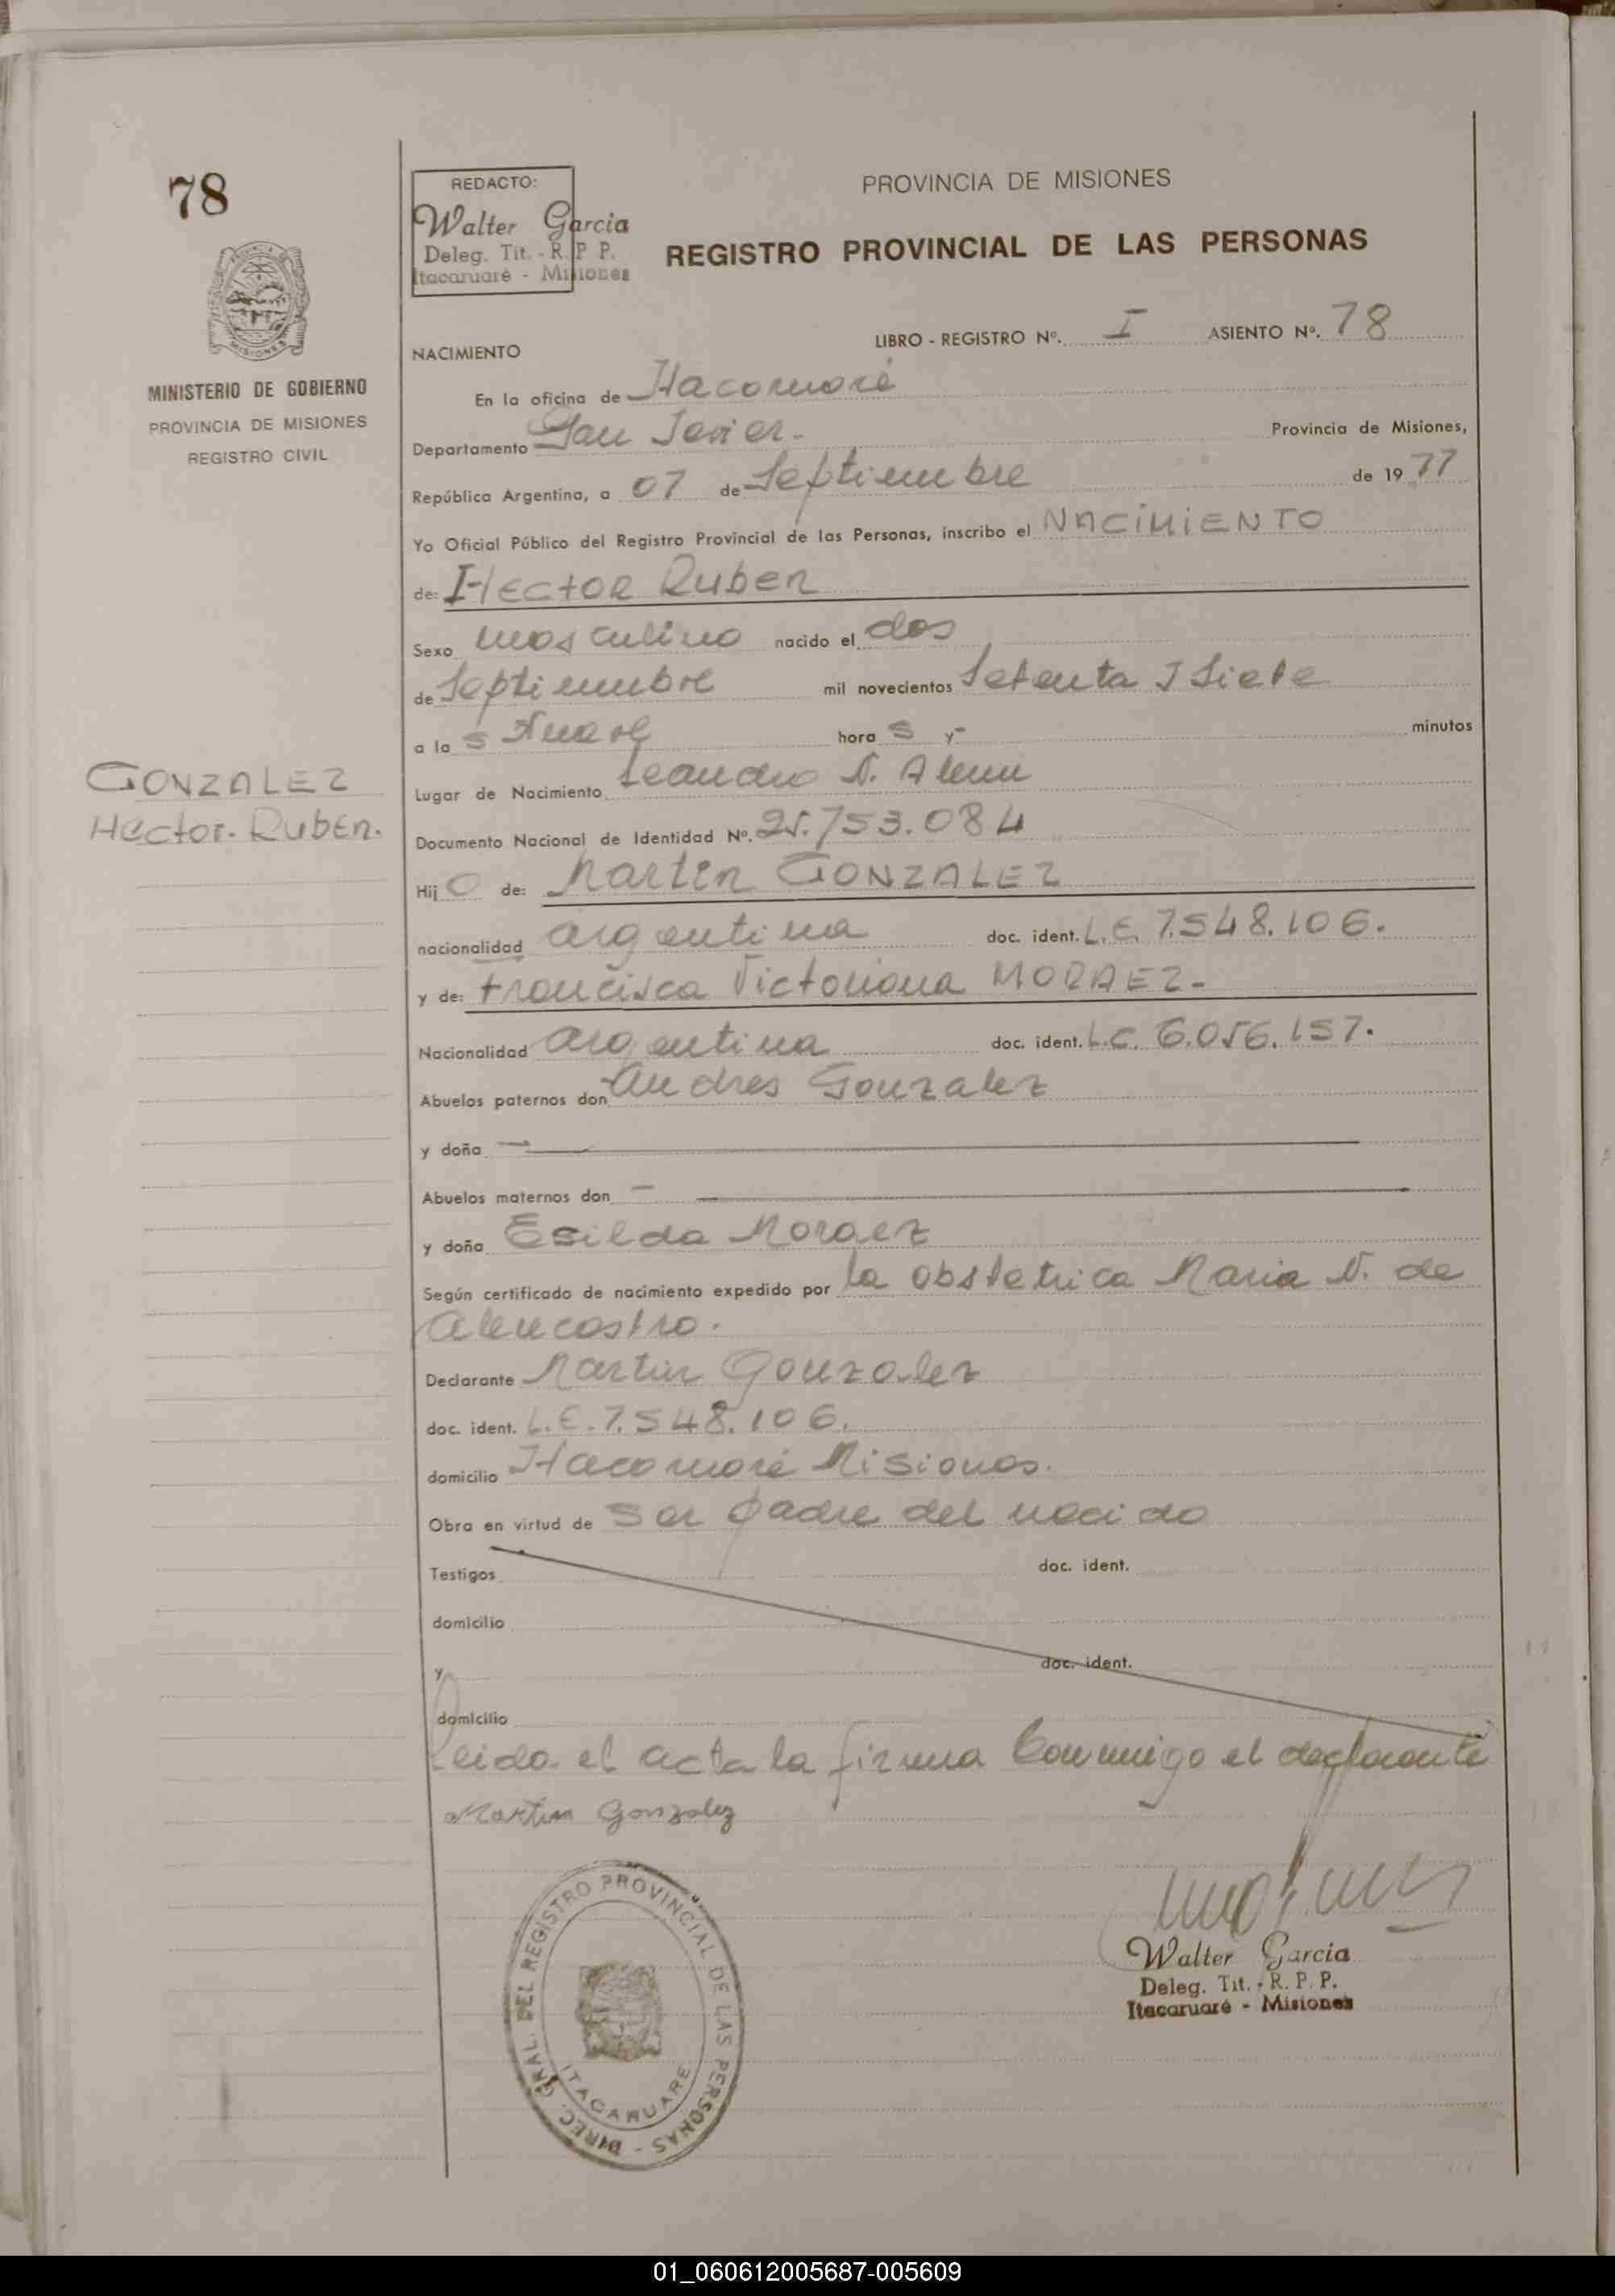 78
REDACTO:
Walter Garcia
Deleg. Tit. - R. P. P.
Itacaruaré - Misiones
PROVINCIA DE MISIONES
REGISTRO PROVINCIAL DE LAS PERSONAS
MINISTERIO DE GOBIERNO
PROVINCIA DE MISIONES
REGISTRO CIVIL
LIBRO - REGISTRO Nº. I ASIENTO Nº. 78
NACIMIENTO
En la oficina de Itacaruaré
Departamento San Javier.-
Provincia de Misiones,
República Argentina, a 07 de Septiembre de 19 77
Yo Oficial Público del Registro Provincial de las Personas, inscribo el NACIMIENTO
de: HECTOR RUBEN
Sexo masculino nacido el dos
de Septiembre mil novecientos Setenta y Siete
a la s Nueve hora s y - minutos
GONZALEZ
Hector. RUBEN.
Lugar de Nacimiento Leandro N. Alem
Documento Nacional de Identidad Nº. 25.753.084
Hij o de: Martin GONZALEZ
nacionalidad argentina doc. ident. L.E. 7.548.106.
y de: Francisca Victoriana MORAEZ-
Nacionalidad argentina doc. ident. L.C. 6.056.157.
Abuelos paternos don Andres Gonzalez
y doña —
Abuelos maternos don —
y doña Esilda Moraez
Según certificado de nacimiento expedido por la obstetrica Maria N. de
Alencastro.
Declarante Martin Gonzalez
doc. ident. L.E. 7.548.106.
domicilio Itacaruaré Misiones.
Obra en virtud de ser padre del nacido
Testigos doc. ident.
domicilio
y doc. ident.
domicilio
Leida el acta la firma conmigo el declarante
Martin Gonzalez
DIREC. GRAL. DEL REGISTRO PROVINCIAL DE LAS PERSONAS -
ITACARUARE
Walter Garcia
Deleg. Tit. - R. P. P.
Itacaruaré - Misiones
01_060612005687-005609